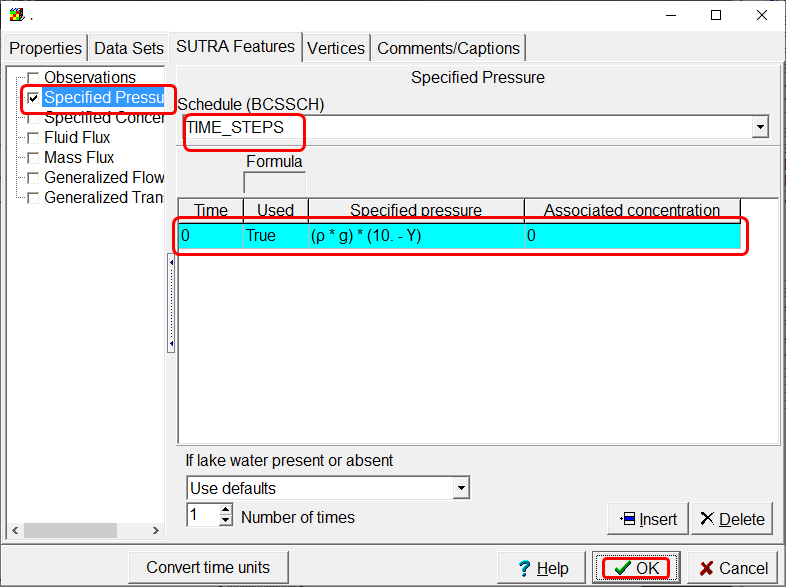 .
Properties Data Sets SUTRA Features Vertices Comments/Captions
Observations
Specified Pressu
Specified Concer
Fluid Flux
Mass Flux
Generalized Flow
Generalized Tran
Specified Pressure
Schedule (BCSSCH)
TIME_STEPS
Formula
Time Used Specified pressure Associated concentration
0 True (ρ * g) * (10. - Y) 0
If lake water present or absent
Use defaults
1 Number of times
Insert Delete
Convert time units ? Help OK Cancel